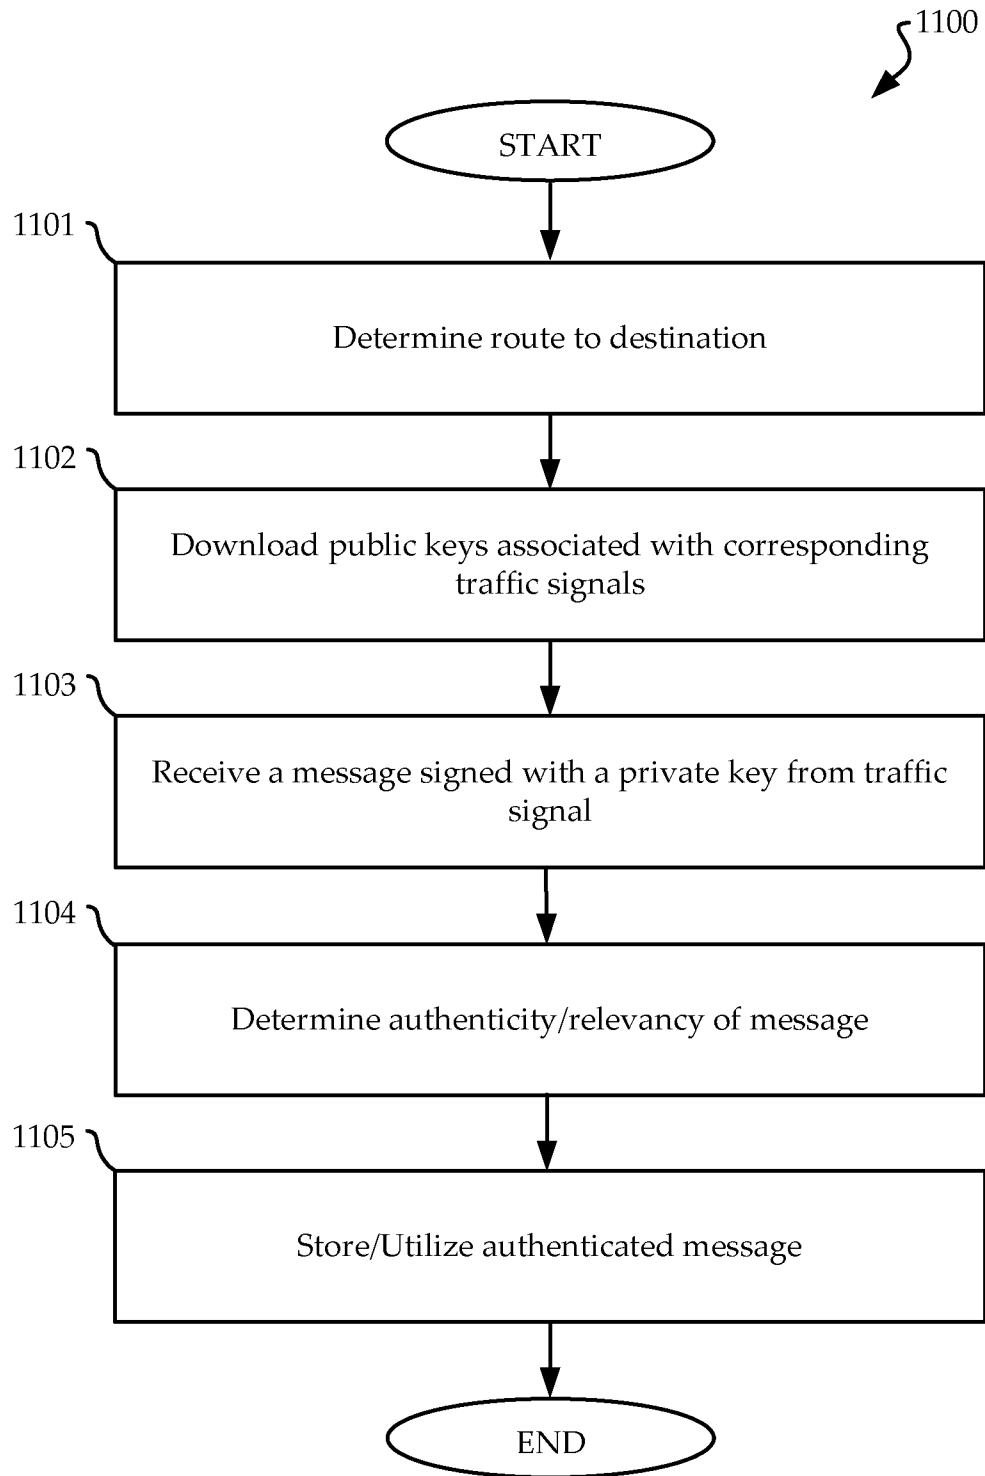 1100
START
1101
Determine route to destination
1102
Download public keys associated with corresponding
traffic signals
1103
Receive a message signed with a private key from traffic
signal
1104
Determine authenticity/relevancy of message
1105
Store/Utilize authenticated message
END